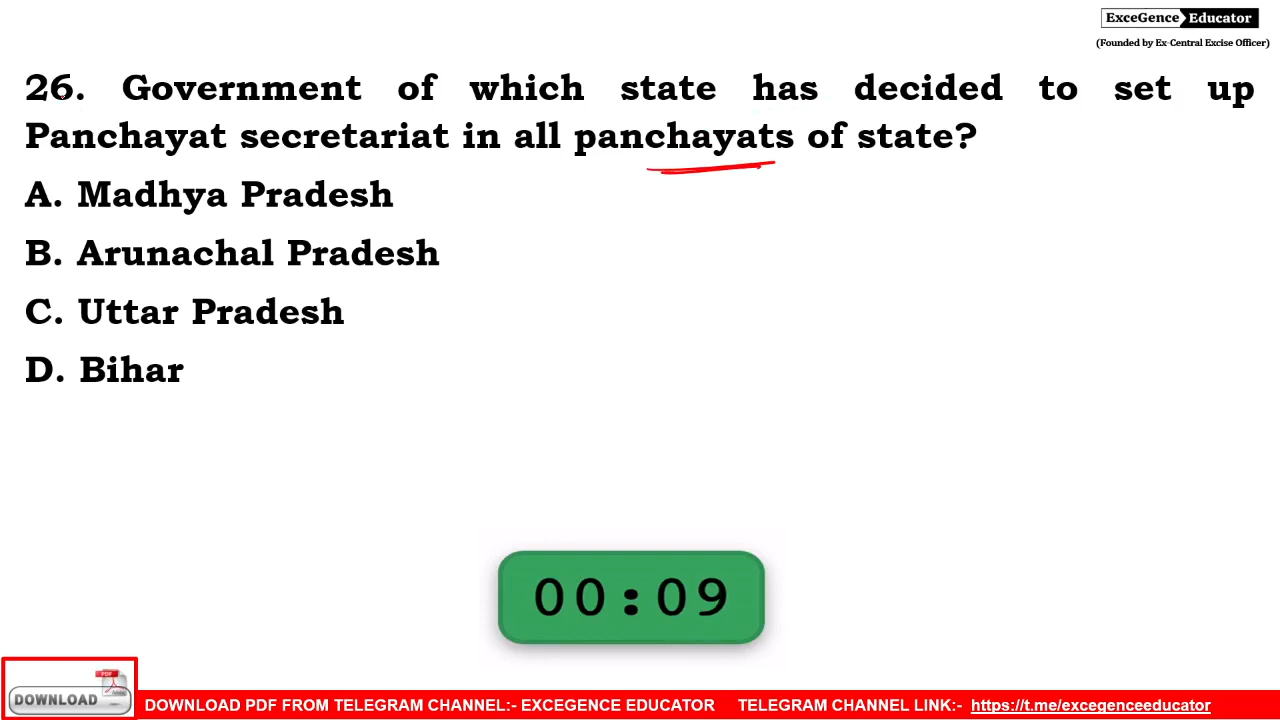 ExceGence Educator
(Founded by Ex-Central Excise Officer)
26. Government of which state has decided to set up
Panchayat secretariat in all panchayats of state?
A. Madhya Pradesh
B. Arunachal Pradesh
C. Uttar Pradesh
D. Bihar
00:09
PDF
Adobe
DOWNLOAD
DOWNLOAD PDF FROM TELEGRAM CHANNEL:- EXCEGENCE EDUCATOR TELEGRAM CHANNEL LINK:- https://t.me/excegenceeducator